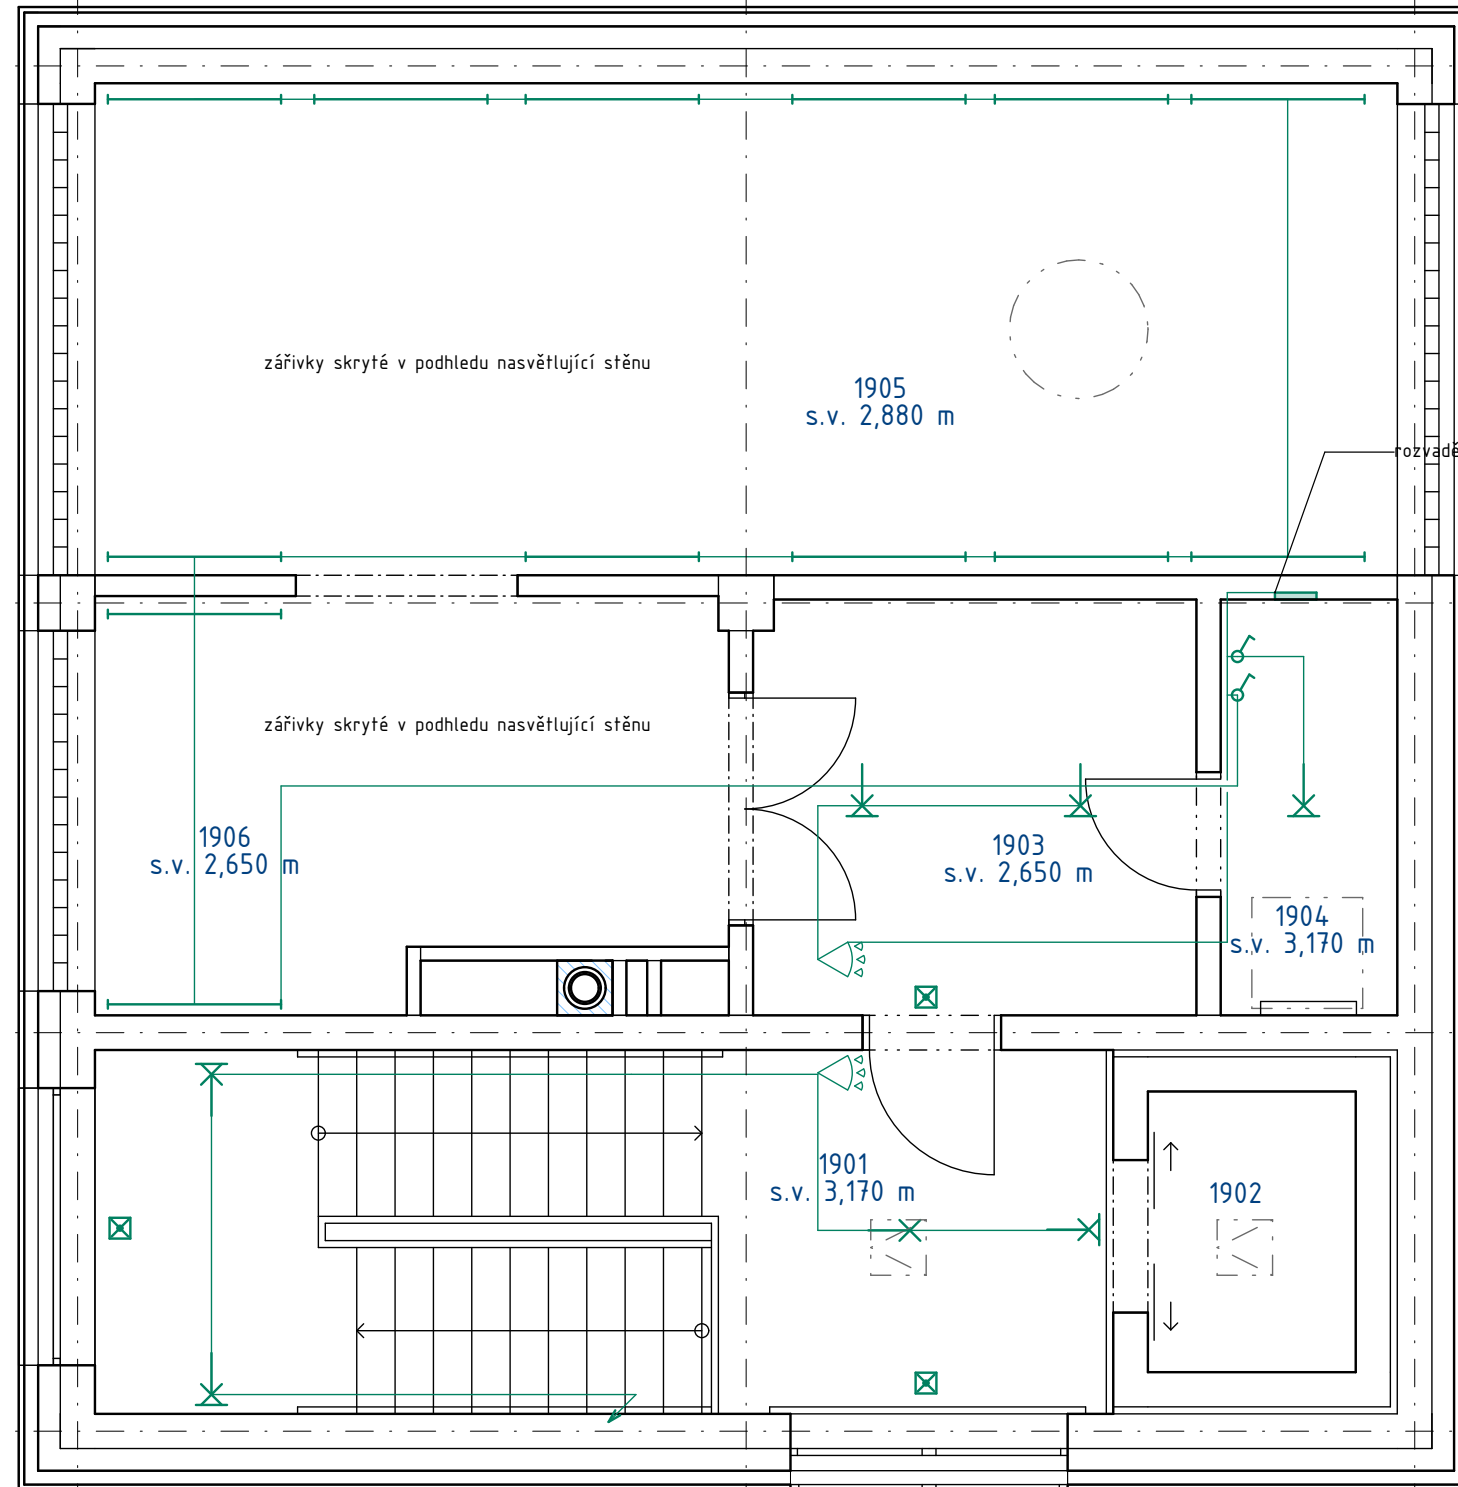 zářivky skryté v podhledu nasvětlující stěnu
1905
s.v. 2,880 m
zářivky skryté v podhledu nasvětlující stěnu
1906
s.v. 2,650 m
1903
s.v. 2,650 m
1904
s.v. 3,170 m
1901
s.v. 3,170 m
1902